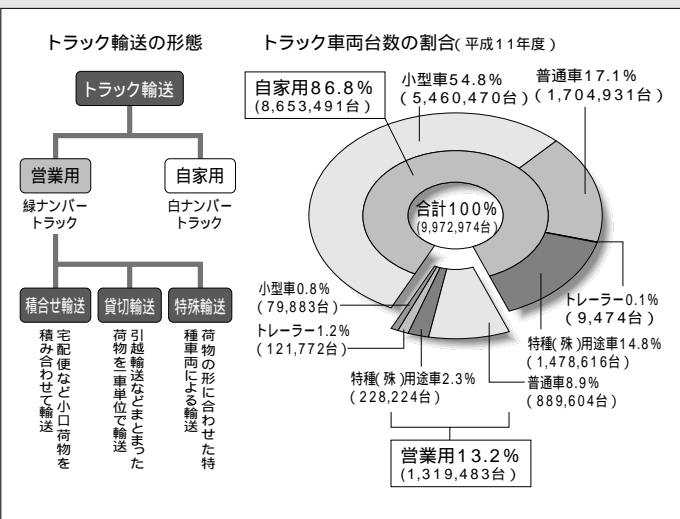 トラック輸送の形態
トラック輸送
営業用
緑ナンバー
トラック
自家用
白ナンバー
トラック
積合せ輸送
宅配便など小口荷物を
積み合わせて輸送
貸切輸送
引越輸送などまとまった
荷物を一車単位で輸送
特殊輸送
荷物の形に合わせた特
種車両による輸送
トラック車両台数の割合(平成11年度)
自家用86.8%
(8,653,491台)
小型車54.8%
(5,460,470台)
普通車17.1%
(1,704,931台)
合計100%
(9,972,974台)
トレーラー0.1%
(9,474台)
特種(殊)用途車14.8%
(1,478,616台)
小型車0.8%
(79,883台)
トレーラー1.2%
(121,772台)
特種(殊)用途車2.3%
(228,224台)
普通車8.9%
(889,604台)
営業用13.2%
(1,319,483台)